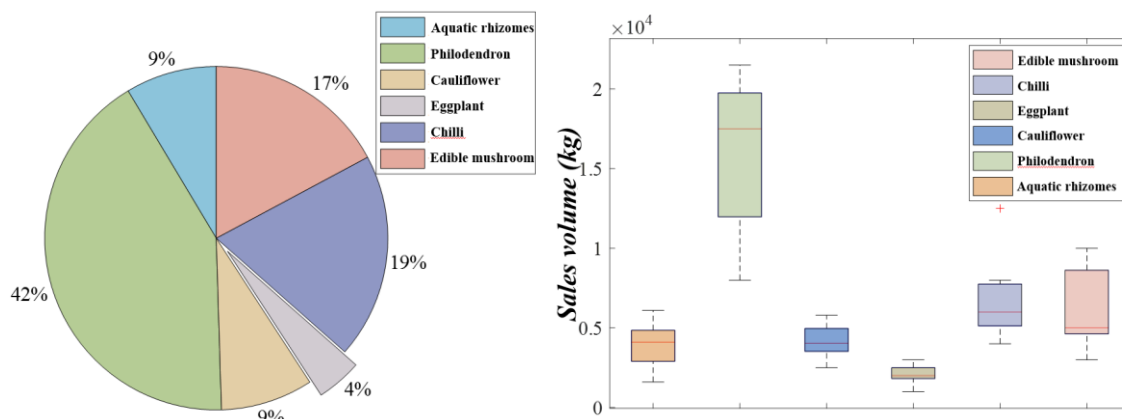 Aquatic rhizomes
Philodendron
Cauliflower
Eggplant
Chilli
Edible mushroom
9%
17%
19%
42%
4%
9%
×10⁴
2
1.5
1
0.5
0
Sales volume (kg)
Edible mushroom
Chilli
Eggplant
Cauliflower
Philodendron
Aquatic rhizomes